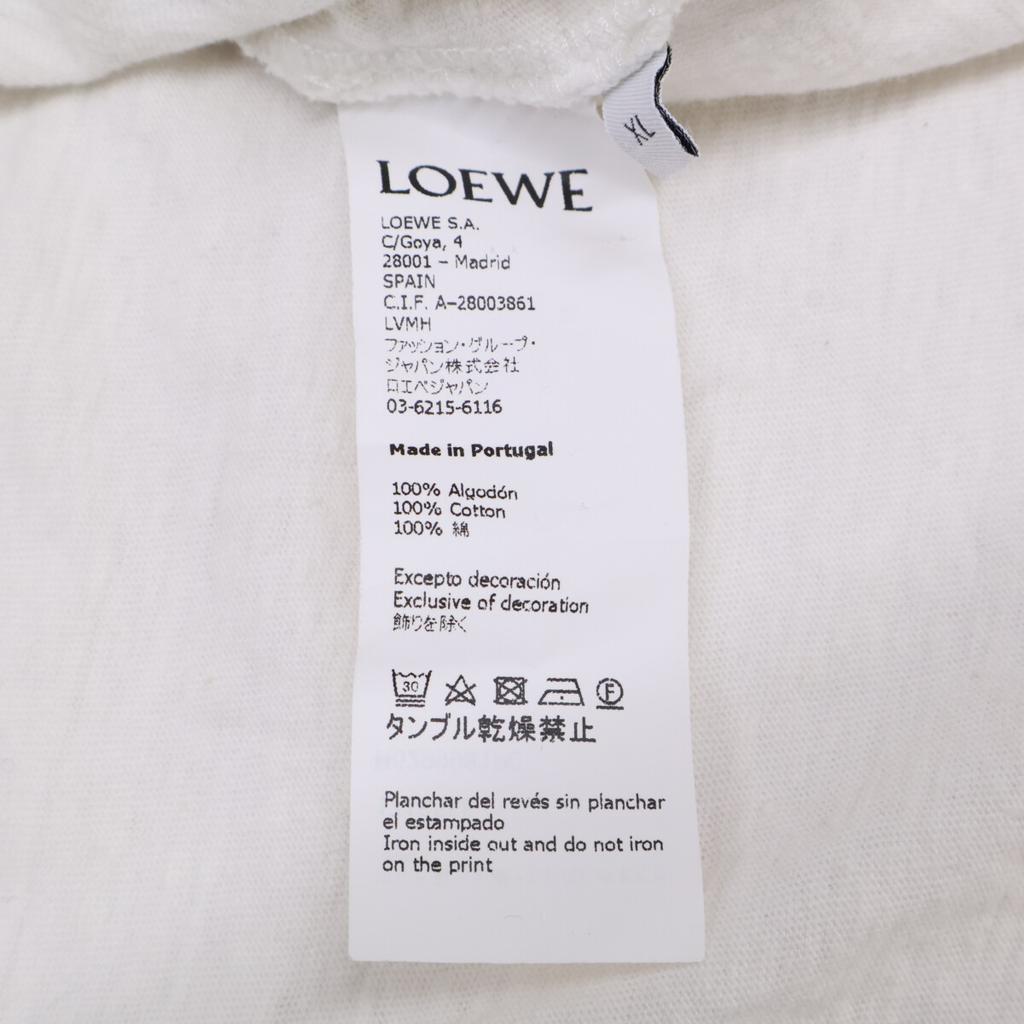 XL
LOEWE
LOEWE S.A.
C/Goya, 4
28001 – Madrid
SPAIN
C.I.F. A–28003861
LVMH
ファッション・グループ・
ジャパン株式会社
ロエベジャパン
03-6215-6116
Made in Portugal
100% Algodón
100% Cotton
100% 綿
Excepto decoración
Exclusive of decoration
飾りを除く
30
F
タンブル乾燥禁止
Planchar del revés sin planchar
el estampado
Iron inside out and do not iron
on the print